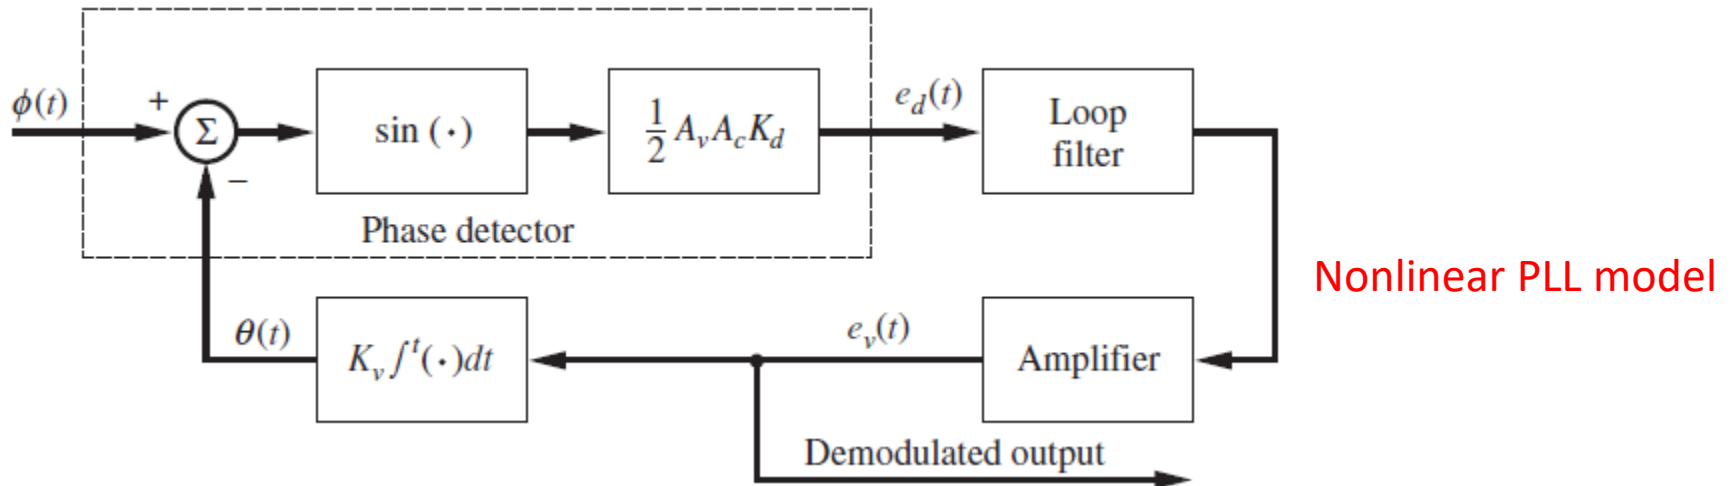 ϕ(t)
+
Σ
−
sin (·)
1/2 A_v A_c K_d
e_d(t)
Loop
filter
Phase detector
Nonlinear PLL model
θ(t)
K_v ∫^t (·)dt
e_v(t)
Amplifier
Demodulated output